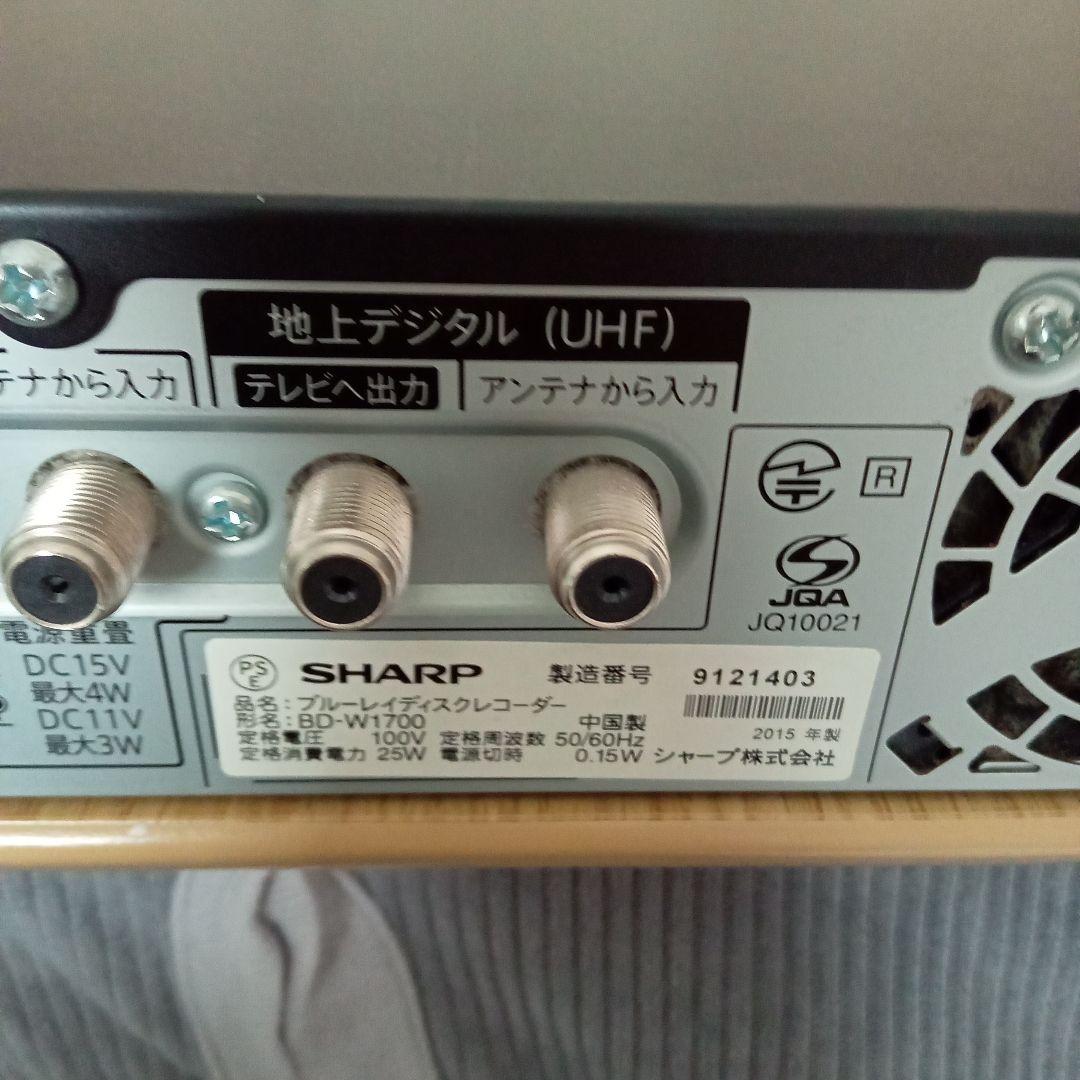 地上デジタル (UHF)
テナから入力
テレビへ出力
アンテナから入力
R
JQA
JQ10021
電源重畳
DC15V
最大4W
DC11V
最大3W
PS
E
SHARP 製造番号 9121403
品名：ブルーレイディスクレコーダー
形名：BD-W1700 中国製
2015 年製
定格電圧 100V 定格周波数 50/60Hz
定格消費電力 25W 電源切時 0.15W シャープ株式会社